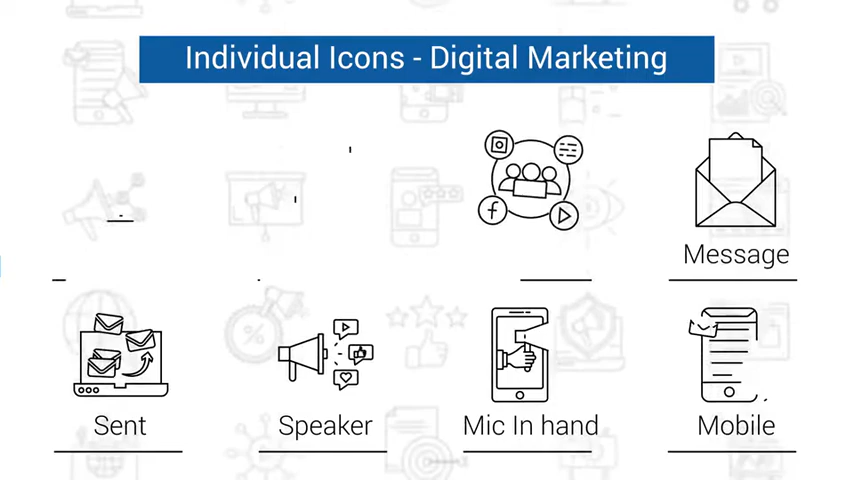 Individual Icons - Digital Marketing
Message
Sent
Speaker
Mic In hand
Mobile